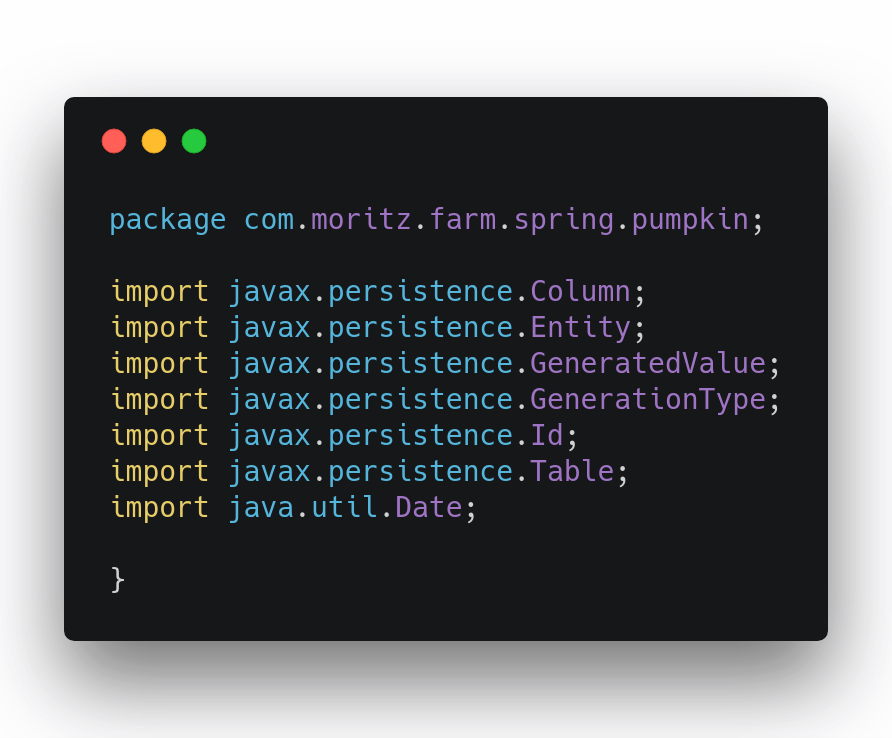 package com.moritz.farm.spring.pumpkin;
import javax.persistence.Column;
import javax.persistence.Entity;
import javax.persistence.GeneratedValue;
import javax.persistence.GenerationType;
import javax.persistence.Id;
import javax.persistence.Table;
import java.util.Date;
}